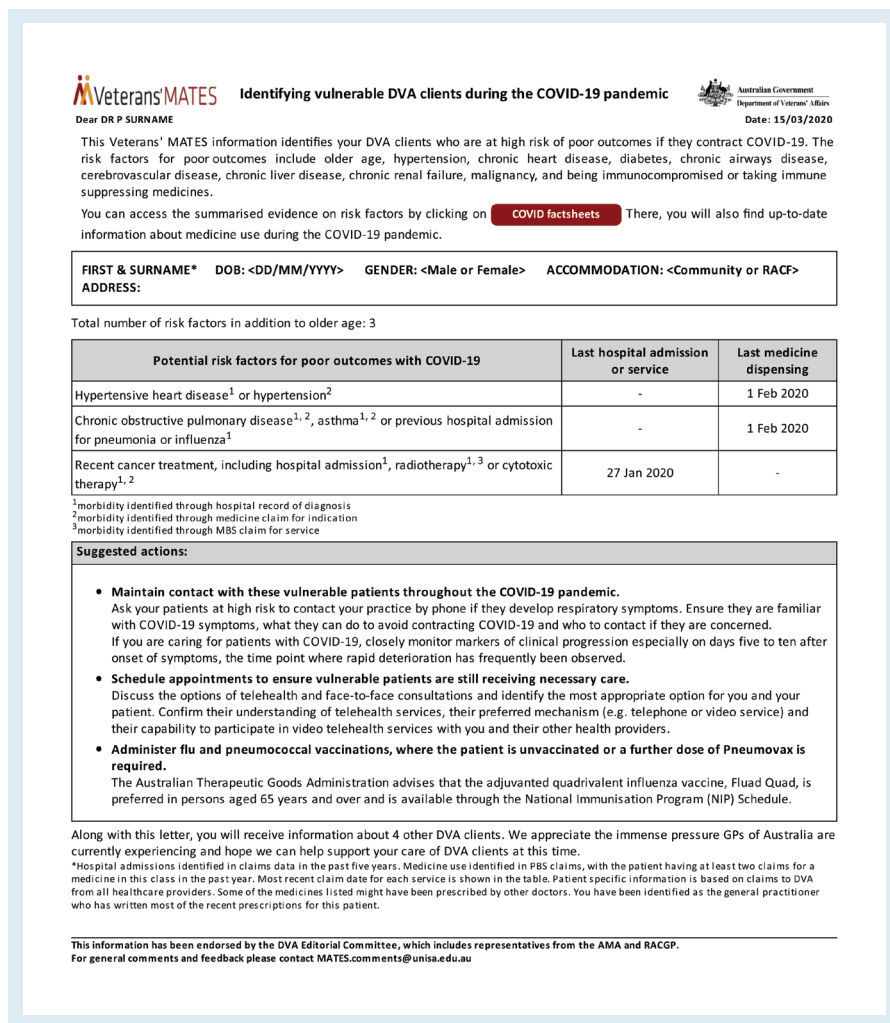 Veterans'MATES
Identifying vulnerable DVA clients during the COVID-19 pandemic
Australian Government
Department of Veterans' Affairs
Dear DR P SURNAME
Date: 15/03/2020
This Veterans' MATES information identifies your DVA clients who are at high risk of poor outcomes if they contract COVID-19. The
risk factors for poor outcomes include older age, hypertension, chronic heart disease, diabetes, chronic airways disease,
cerebrovascular disease, chronic liver disease, chronic renal failure, malignancy, and being immunocompromised or taking immune
suppressing medicines.
You can access the summarised evidence on risk factors by clicking on COVID factsheets There, you will also find up-to-date
information about medicine use during the COVID-19 pandemic.
FIRST & SURNAME* DOB: <DD/MM/YYYY> GENDER: <Male or Female> ACCOMMODATION: <Community or RACF>
ADDRESS:
Total number of risk factors in addition to older age: 3
Potential risk factors for poor outcomes with COVID-19
Last hospital admission
or service
Last medicine
dispensing
Hypertensive heart disease1 or hypertension2
-
1 Feb 2020
Chronic obstructive pulmonary disease1, 2, asthma1, 2 or previous hospital admission
for pneumonia or influenza1
-
1 Feb 2020
Recent cancer treatment, including hospital admission1, radiotherapy1, 3 or cytotoxic
therapy1, 2
27 Jan 2020
-
1morbidity identified through hospital record of diagnosis
2morbidity identified through medicine claim for indication
3morbidity identified through MBS claim for service
Suggested actions:
• Maintain contact with these vulnerable patients throughout the COVID-19 pandemic.
Ask your patients at high risk to contact your practice by phone if they develop respiratory symptoms. Ensure they are familiar
with COVID-19 symptoms, what they can do to avoid contracting COVID-19 and who to contact if they are concerned.
If you are caring for patients with COVID-19, closely monitor markers of clinical progression especially on days five to ten after
onset of symptoms, the time point where rapid deterioration has frequently been observed.
• Schedule appointments to ensure vulnerable patients are still receiving necessary care.
Discuss the options of telehealth and face-to-face consultations and identify the most appropriate option for you and your
patient. Confirm their understanding of telehealth services, their preferred mechanism (e.g. telephone or video service) and
their capability to participate in video telehealth services with you and their other health providers.
• Administer flu and pneumococcal vaccinations, where the patient is unvaccinated or a further dose of Pneumovax is
required.
The Australian Therapeutic Goods Administration advises that the adjuvanted quadrivalent influenza vaccine, Fluad Quad, is
preferred in persons aged 65 years and over and is available through the National Immunisation Program (NIP) Schedule.
Along with this letter, you will receive information about 4 other DVA clients. We appreciate the immense pressure GPs of Australia are
currently experiencing and hope we can help support your care of DVA clients at this time.
*Hospital admissions identified in claims data in the past five years. Medicine use identified in PBS claims, with the patient having at least two claims for a
medicine in this class in the past year. Most recent claim date for each service is shown in the table. Patient specific information is based on claims to DVA
from all healthcare providers. Some of the medicines listed might have been prescribed by other doctors. You have been identified as the general practitioner
who has written most of the recent prescriptions for this patient.
This information has been endorsed by the DVA Editorial Committee, which includes representatives from the AMA and RACGP.
For general comments and feedback please contact MATES.comments@unisa.edu.au